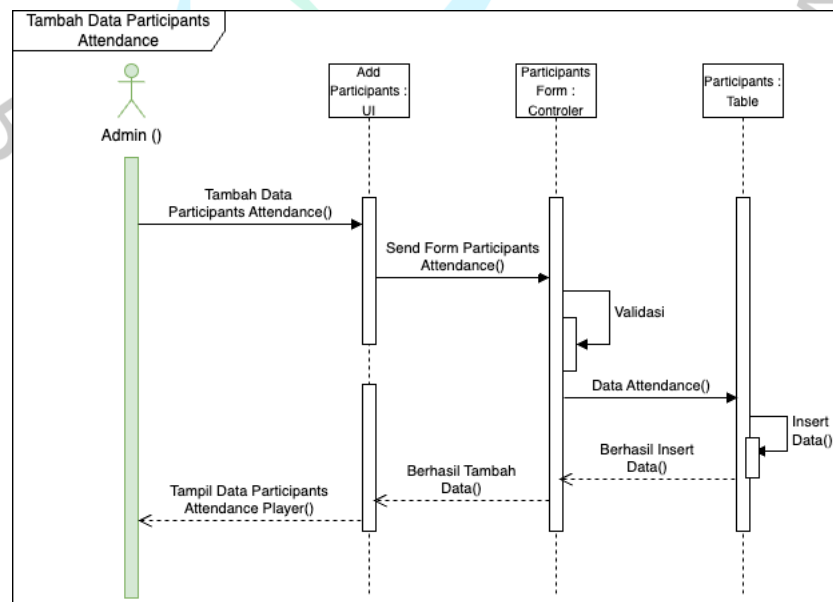 Tambah Data Participants
Attendance
Add
Participants :
UI
Participants
Form :
Controler
Participants :
Table
Admin ()
Tambah Data
Participants Attendance()
Send Form Participants
Attendance()
Validasi
Data Attendance()
Insert
Data()
Berhasil Insert
Data()
Berhasil Tambah
Data()
Tampil Data Participants
Attendance Player()